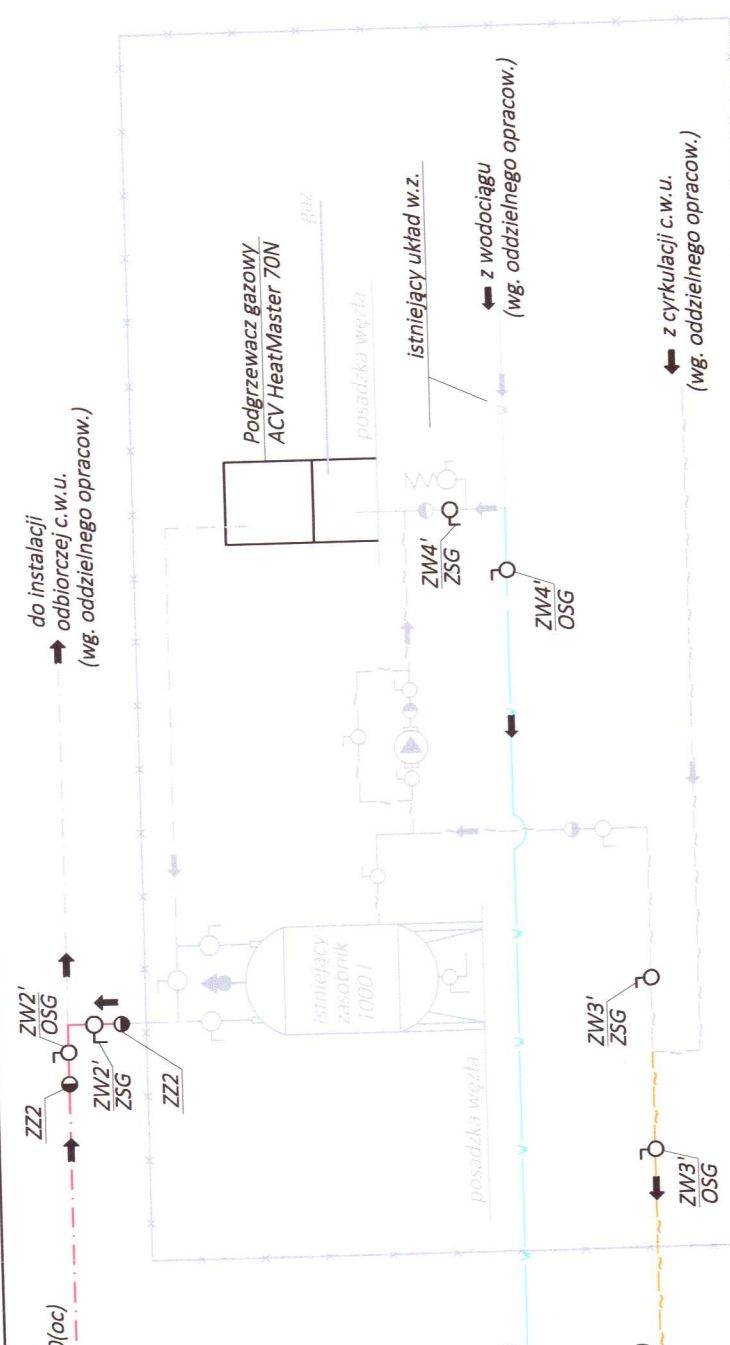 gaz
Podgrzewacz gazowy
ACV HeatMaster 70N
posadzka węzła
istniejący układ w.z.
z wodociągu
(wg. oddzielnego opracow.)
z cyrkulacji c.w.u.
(wg. oddzielnego opracow.)
do instalacji
odbiorczej c.w.u.
(wg. oddzielnego opracow.)
ZW4'
ZSG
ZW4'
OSG
ZW2'
OSG
ZZ2
ZW2'
ZSG
ZZ2
istniejący
zasobnik
1000 l
posadzka węzła
ZW3'
ZSG
ZW3'
OSG
(oc)